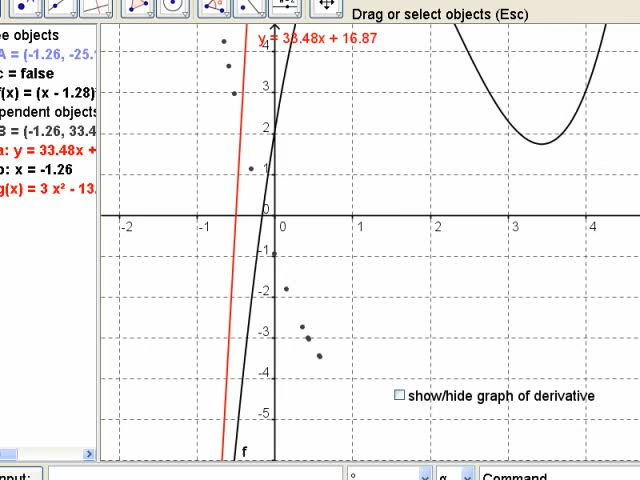 Drag or select objects (Esc)
ee objects
A = (-1.26, -25.
c = false
f(x) = (x - 1.28)
pendent objects
B = (-1.26, 33.4
a: y = 33.48x +
x = -1.26
g(x) = 3 x² - 13.
y = 33.48x + 16.87
4
3
2
1
0
-2
-1
0
1
2
3
4
-1
-2
-3
-4
-5
show/hide graph of derivative
f
nput:
°
α
Command